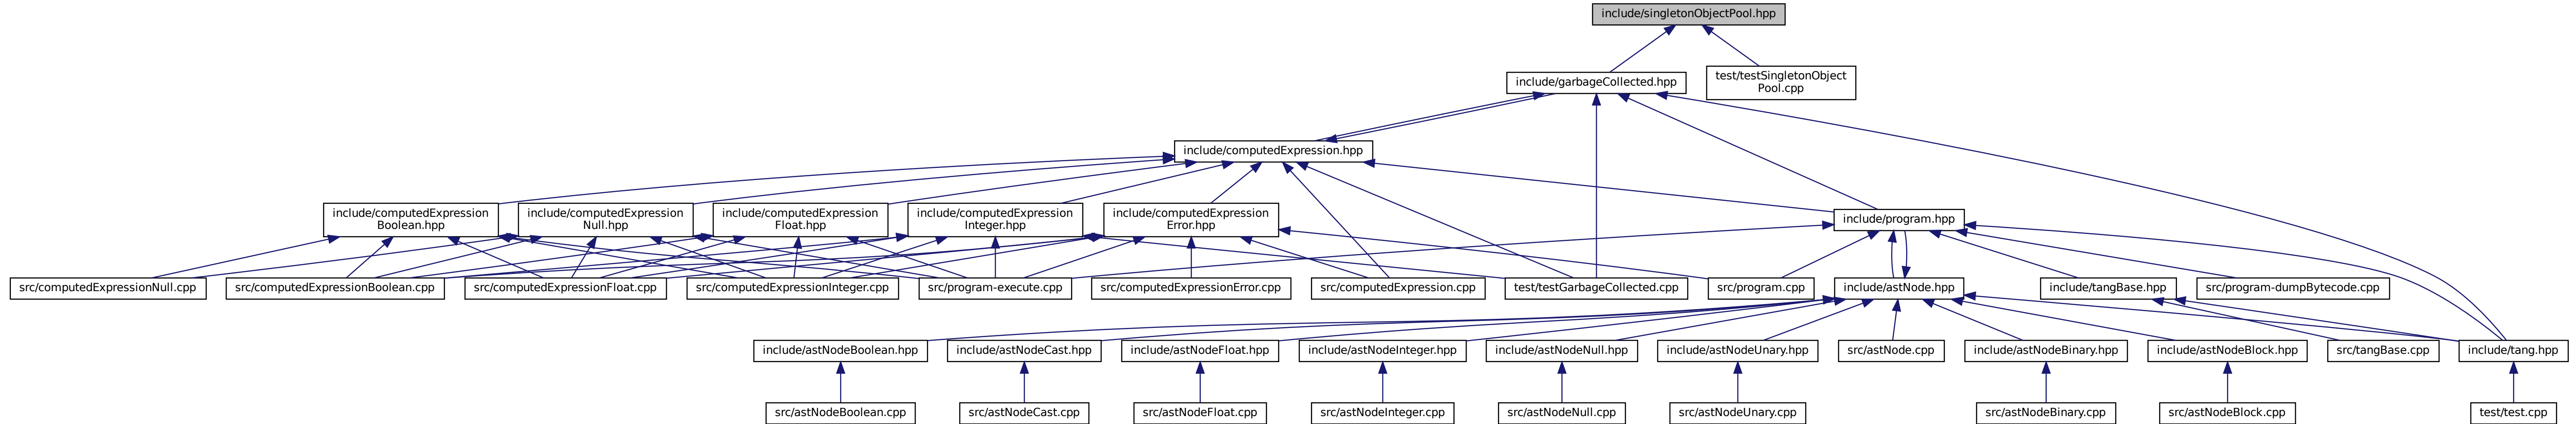 include/singletonObjectPool.hpp
include/garbageCollected.hpp
test/testSingletonObject
Pool.cpp
include/computedExpression.hpp
include/computedExpression
Boolean.hpp
include/computedExpression
Null.hpp
include/computedExpression
Float.hpp
include/computedExpression
Integer.hpp
include/computedExpression
Error.hpp
include/program.hpp
src/computedExpressionNull.cpp
src/computedExpressionBoolean.cpp
src/computedExpressionFloat.cpp
src/computedExpressionInteger.cpp
src/program-execute.cpp
src/computedExpressionError.cpp
src/computedExpression.cpp
test/testGarbageCollected.cpp
src/program.cpp
include/astNode.hpp
include/tangBase.hpp
src/program-dumpBytecode.cpp
include/astNodeBoolean.hpp
include/astNodeCast.hpp
include/astNodeFloat.hpp
include/astNodeInteger.hpp
include/astNodeNull.hpp
include/astNodeUnary.hpp
src/astNode.cpp
include/astNodeBinary.hpp
include/astNodeBlock.hpp
src/tangBase.cpp
include/tang.hpp
src/astNodeBoolean.cpp
src/astNodeCast.cpp
src/astNodeFloat.cpp
src/astNodeInteger.cpp
src/astNodeNull.cpp
src/astNodeUnary.cpp
src/astNodeBinary.cpp
src/astNodeBlock.cpp
test/test.cpp